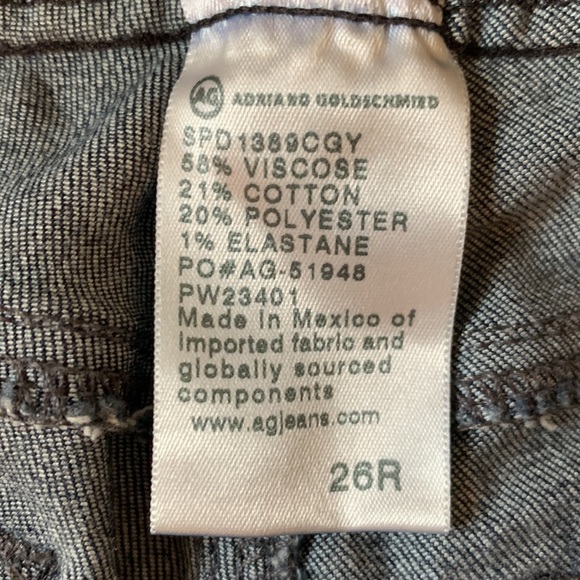 AG ADRIANO GOLDSCHMIED
SPD1389CGY
58% VISCOSE
21% COTTON
20% POLYESTER
1% ELASTANE
PO#AG-51948
PW23401
Made in Mexico of
imported fabric and
globally sourced
components
www.agjeans.com
26R